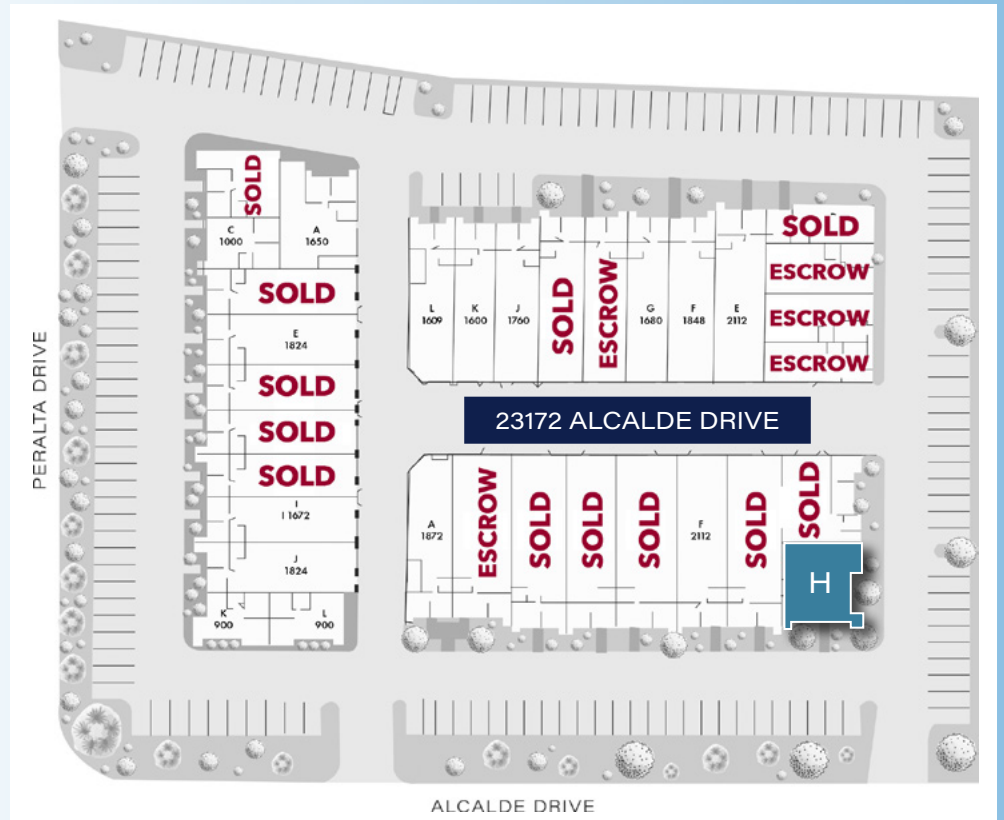 SOLD
C
1000
A
1650
SOLD
E
1824
SOLD
SOLD
SOLD
I
I 1672
J
1824
K
900
L
900
L
1609
K
1600
J
1760
SOLD
ESCROW
G
1680
F
1848
E
2112
SOLD
ESCROW
ESCROW
ESCROW
23172 ALCALDE DRIVE
A
1872
ESCROW
SOLD
SOLD
SOLD
F
2112
SOLD
SOLD
H
PERALTA DRIVE
ALCALDE DRIVE